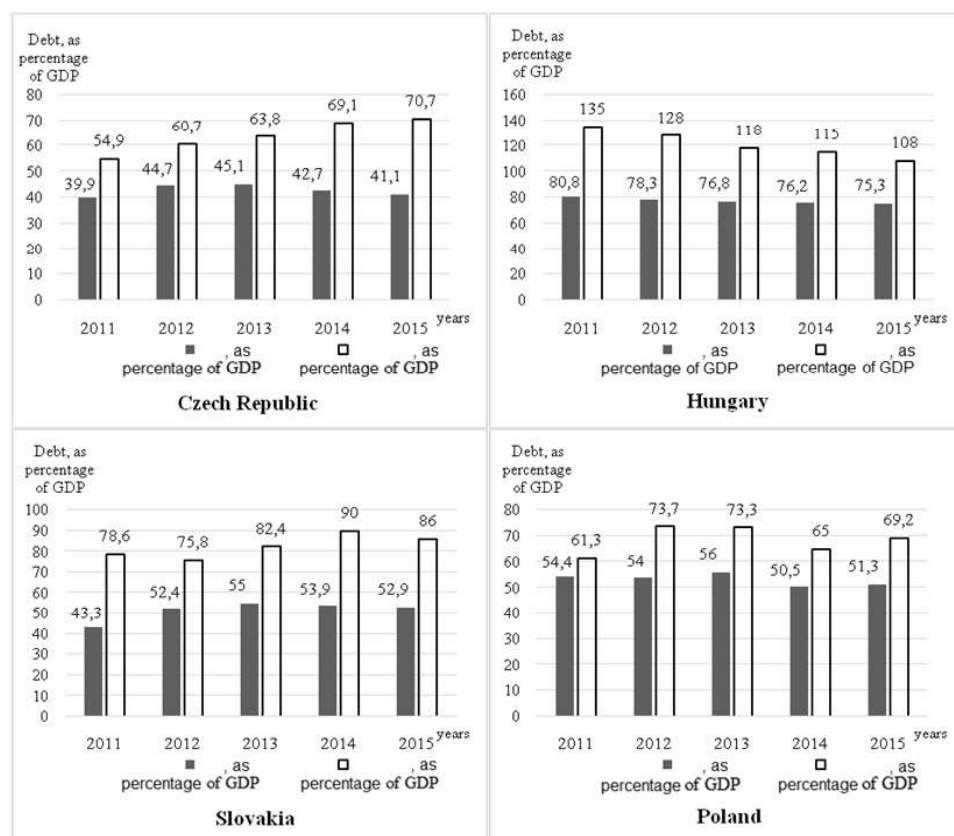 Debt, as
percentage
of GDP
80
70
60
50
40
30
20
10
0
39,9
54,9
44,7
60,7
45,1
63,8
42,7
69,1
41,1
70,7
2011 2012 2013 2014 2015 years
, as
percentage of GDP
, as
percentage of GDP
Czech Republic
Debt, as
percentage
of GDP
160
140
120
100
80
60
40
20
0
80,8
135
78,3
128
76,8
118
76,2
115
75,3
108
2011 2012 2013 2014 2015 years
, as
percentage of GDP
, as
percentage of GDP
Hungary
Debt, as
percentage
of GDP
100
90
80
70
60
50
40
30
20
10
0
43,3
78,6
52,4
75,8
55
82,4
53,9
90
52,9
86
2011 2012 2013 2014 2015 years
, as
percentage of GDP
, as
percentage of GDP
Slovakia
Debt, as
percentage
of GDP
80
70
60
50
40
30
20
10
0
54,4
61,3
54
73,7
56
73,3
50,5
65
51,3
69,2
2011 2012 2013 2014 2015 years
, as
percentage of GDP
, as
percentage of GDP
Poland